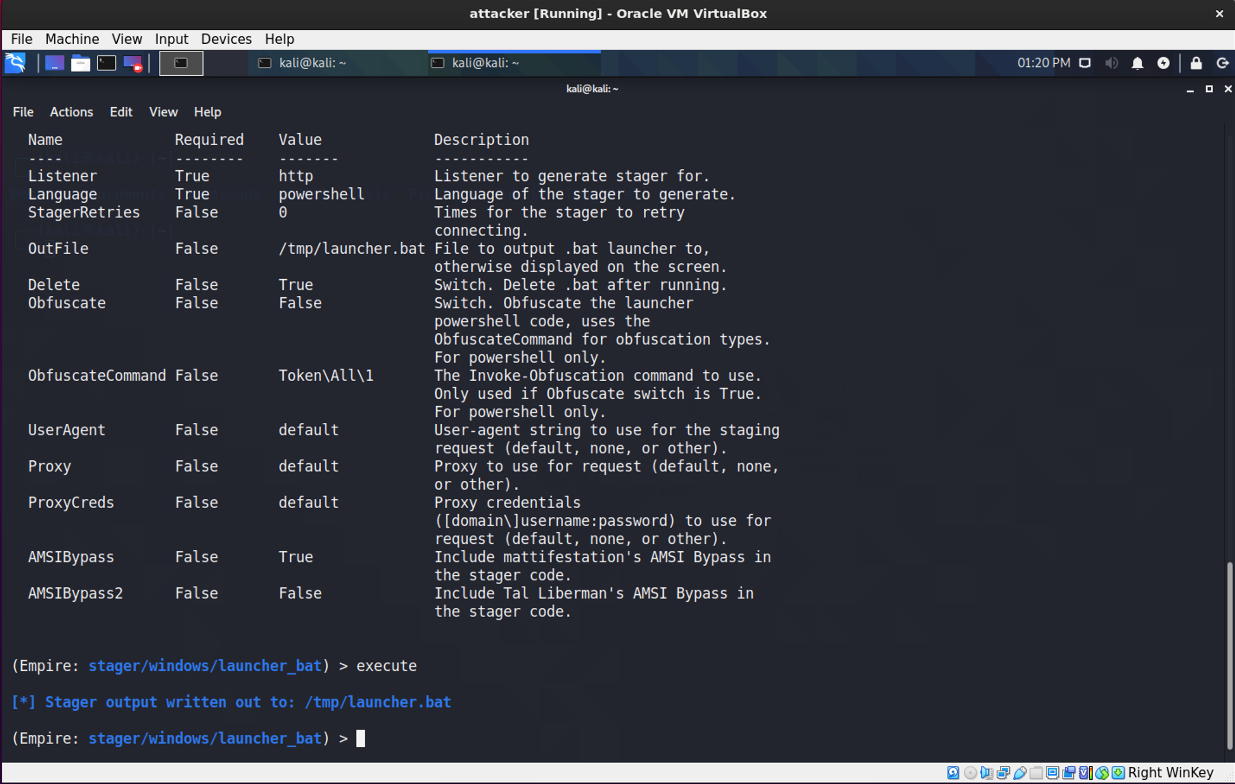 attacker [Running] - Oracle VM VirtualBox
File Machine View Input Devices Help
kali@kali: ~ kali@kali: ~ 01:20 PM
kali@kali: ~
File Actions Edit View Help
Name Required Value Description
---- -------- ------- -----------
Listener True http Listener to generate stager for.
Language True powershell Language of the stager to generate.
StagerRetries False 0 Times for the stager to retry
connecting.
OutFile False /tmp/launcher.bat File to output .bat launcher to,
otherwise displayed on the screen.
Delete False True Switch. Delete .bat after running.
Obfuscate False False Switch. Obfuscate the launcher
powershell code, uses the
ObfuscateCommand for obfuscation types.
For powershell only.
ObfuscateCommand False Token\All\1 The Invoke-Obfuscation command to use.
Only used if Obfuscate switch is True.
For powershell only.
UserAgent False default User-agent string to use for the staging
request (default, none, or other).
Proxy False default Proxy to use for request (default, none,
or other).
ProxyCreds False default Proxy credentials
([domain\]username:password) to use for
request (default, none, or other).
AMSIBypass False True Include mattifestation's AMSI Bypass in
the stager code.
AMSIBypass2 False False Include Tal Liberman's AMSI Bypass in
the stager code.
(Empire: stager/windows/launcher_bat) > execute
[*] Stager output written out to: /tmp/launcher.bat
(Empire: stager/windows/launcher_bat) >
Right WinKey